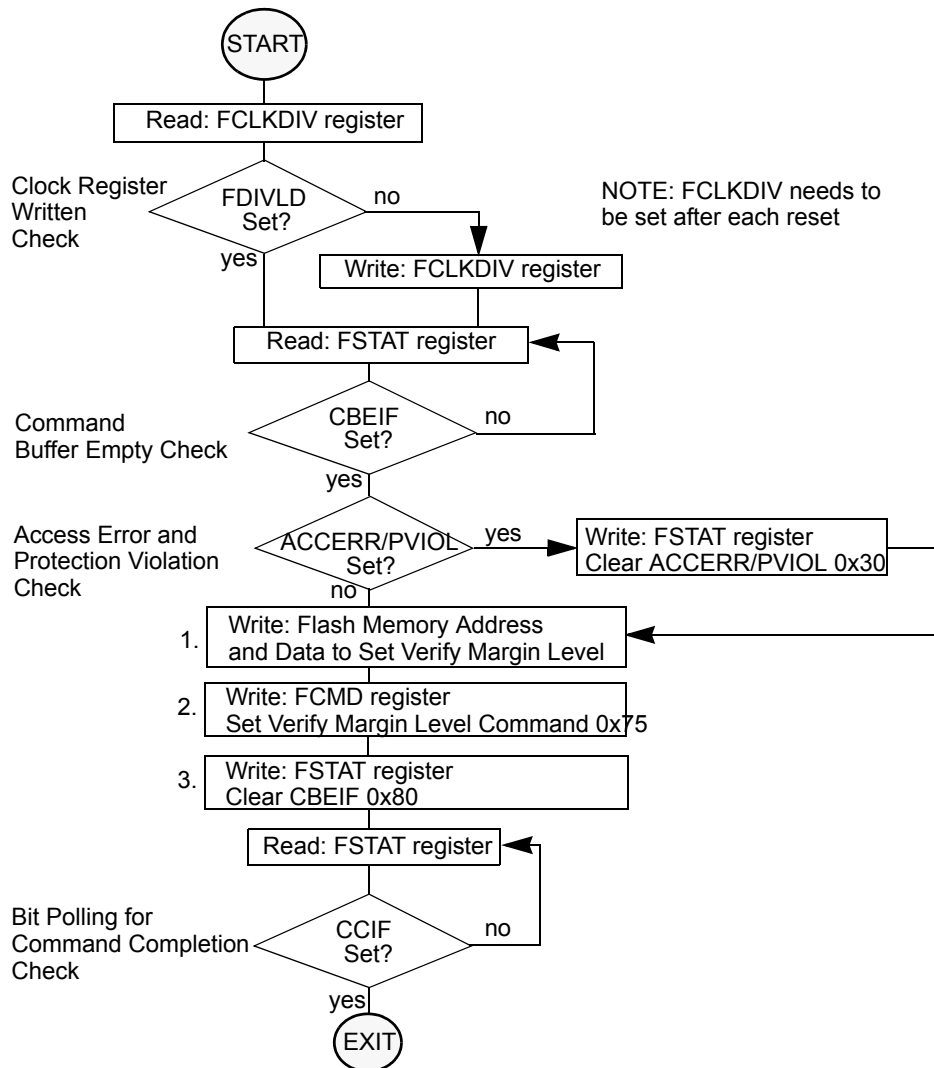 START
Read: FCLKDIV register
Clock Register
Written
Check
FDIVLD
Set?
no
yes
NOTE: FCLKDIV needs to
be set after each reset
Write: FCLKDIV register
Read: FSTAT register
Command
Buffer Empty Check
CBEIF
Set?
no
yes
Access Error and
Protection Violation
Check
ACCERR/PVIOL
Set?
yes
no
Write: FSTAT register
Clear ACCERR/PVIOL 0x30
1.
Write: Flash Memory Address
and Data to Set Verify Margin Level
2.
Write: FCMD register
Set Verify Margin Level Command 0x75
3.
Write: FSTAT register
Clear CBEIF 0x80
Read: FSTAT register
Bit Polling for
Command Completion
Check
CCIF
Set?
no
yes
EXIT